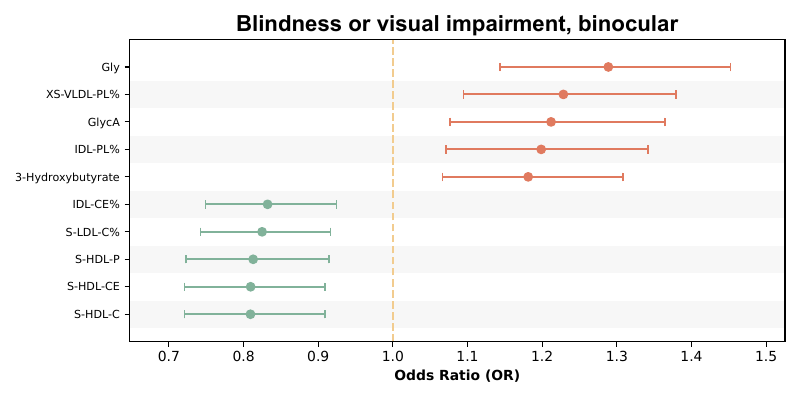 Blindness or visual impairment, binocular
Gly
XS-VLDL-PL%
GlycA
IDL-PL%
3-Hydroxybutyrate
IDL-CE%
S-LDL-C%
S-HDL-P
S-HDL-CE
S-HDL-C
0.7 0.8 0.9 1.0 1.1 1.2 1.3 1.4 1.5
Odds Ratio (OR)